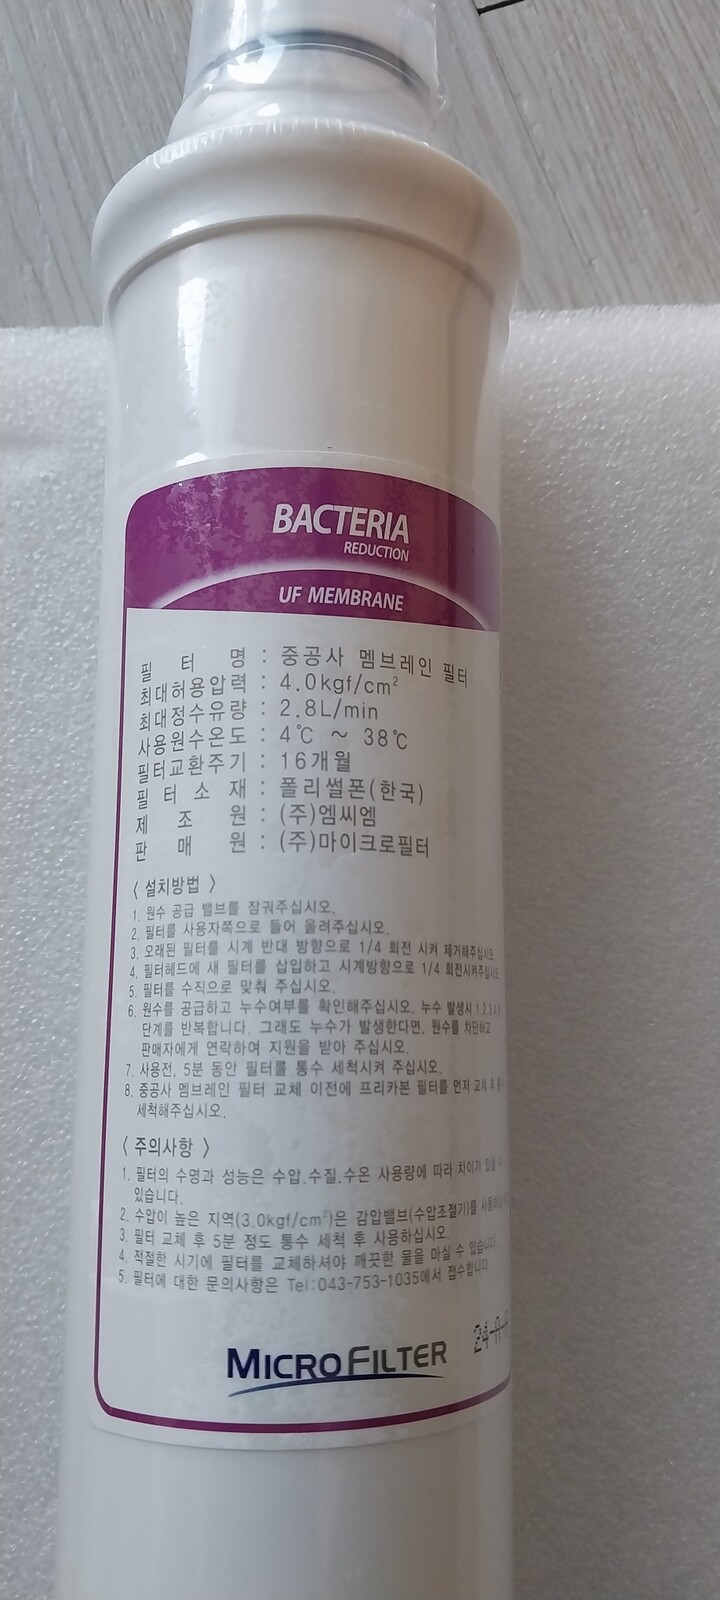 BACTERIA
REDUCTION
UF MEMBRANE
필 터 명 : 중공사 멤브레인 필터
최대허용압력 : 4.0kgf/cm²
최대정수유량 : 2.8L/min
사용원수온도 : 4℃ ~ 38℃
필터교환주기 : 16개월
필 터 소 재 : 폴리썰폰(한국)
제 조 원 : (주)엠씨엠
판 매 원 : (주)마이크로필터
< 설치방법 >
1. 원수 공급 밸브를 잠궈주십시오.
2. 필터를 사용자쪽으로 들어 올려주십시오.
3. 오래된 필터를 시계 반대 방향으로 1/4 회전 시켜 제거해주십시오
4. 필터헤드에 새 필터를 삽입하고 시계방향으로 1/4 회전시켜주십시오
5. 필터를 수직으로 맞춰 주십시오.
6. 원수를 공급하고 누수여부를 확인해주십시오. 누수 발생시 1,2,3,4,5
단계를 반복합니다. 그래도 누수가 발생한다면, 원수를 차단하고
판매자에게 연락하여 지원을 받아 주십시오.
7. 사용전, 5분 동안 필터를 통수 세척시켜 주십시오.
8. 중공사 멤브레인 필터 교체 이전에 프리카본 필터를 먼저 교체 후
세척해주십시오.
< 주의사항 >
1. 필터의 수명과 성능은 수압.수질.수온 사용량에 따라 차이가 있을 수
있습니다.
2. 수압이 높은 지역(3.0kgf/cm²)은 감압밸브(수압조절기)를
3. 필터 교체 후 5분 정도 통수 세척 후 사용하십시오.
4. 적절한 시기에 필터를 교체하셔야 깨끗한 물을 마실 수 있습니다.
5. 필터에 대한 문의사항은 Tel:043-753-1035에서 접수합니다.
MICROFILTER